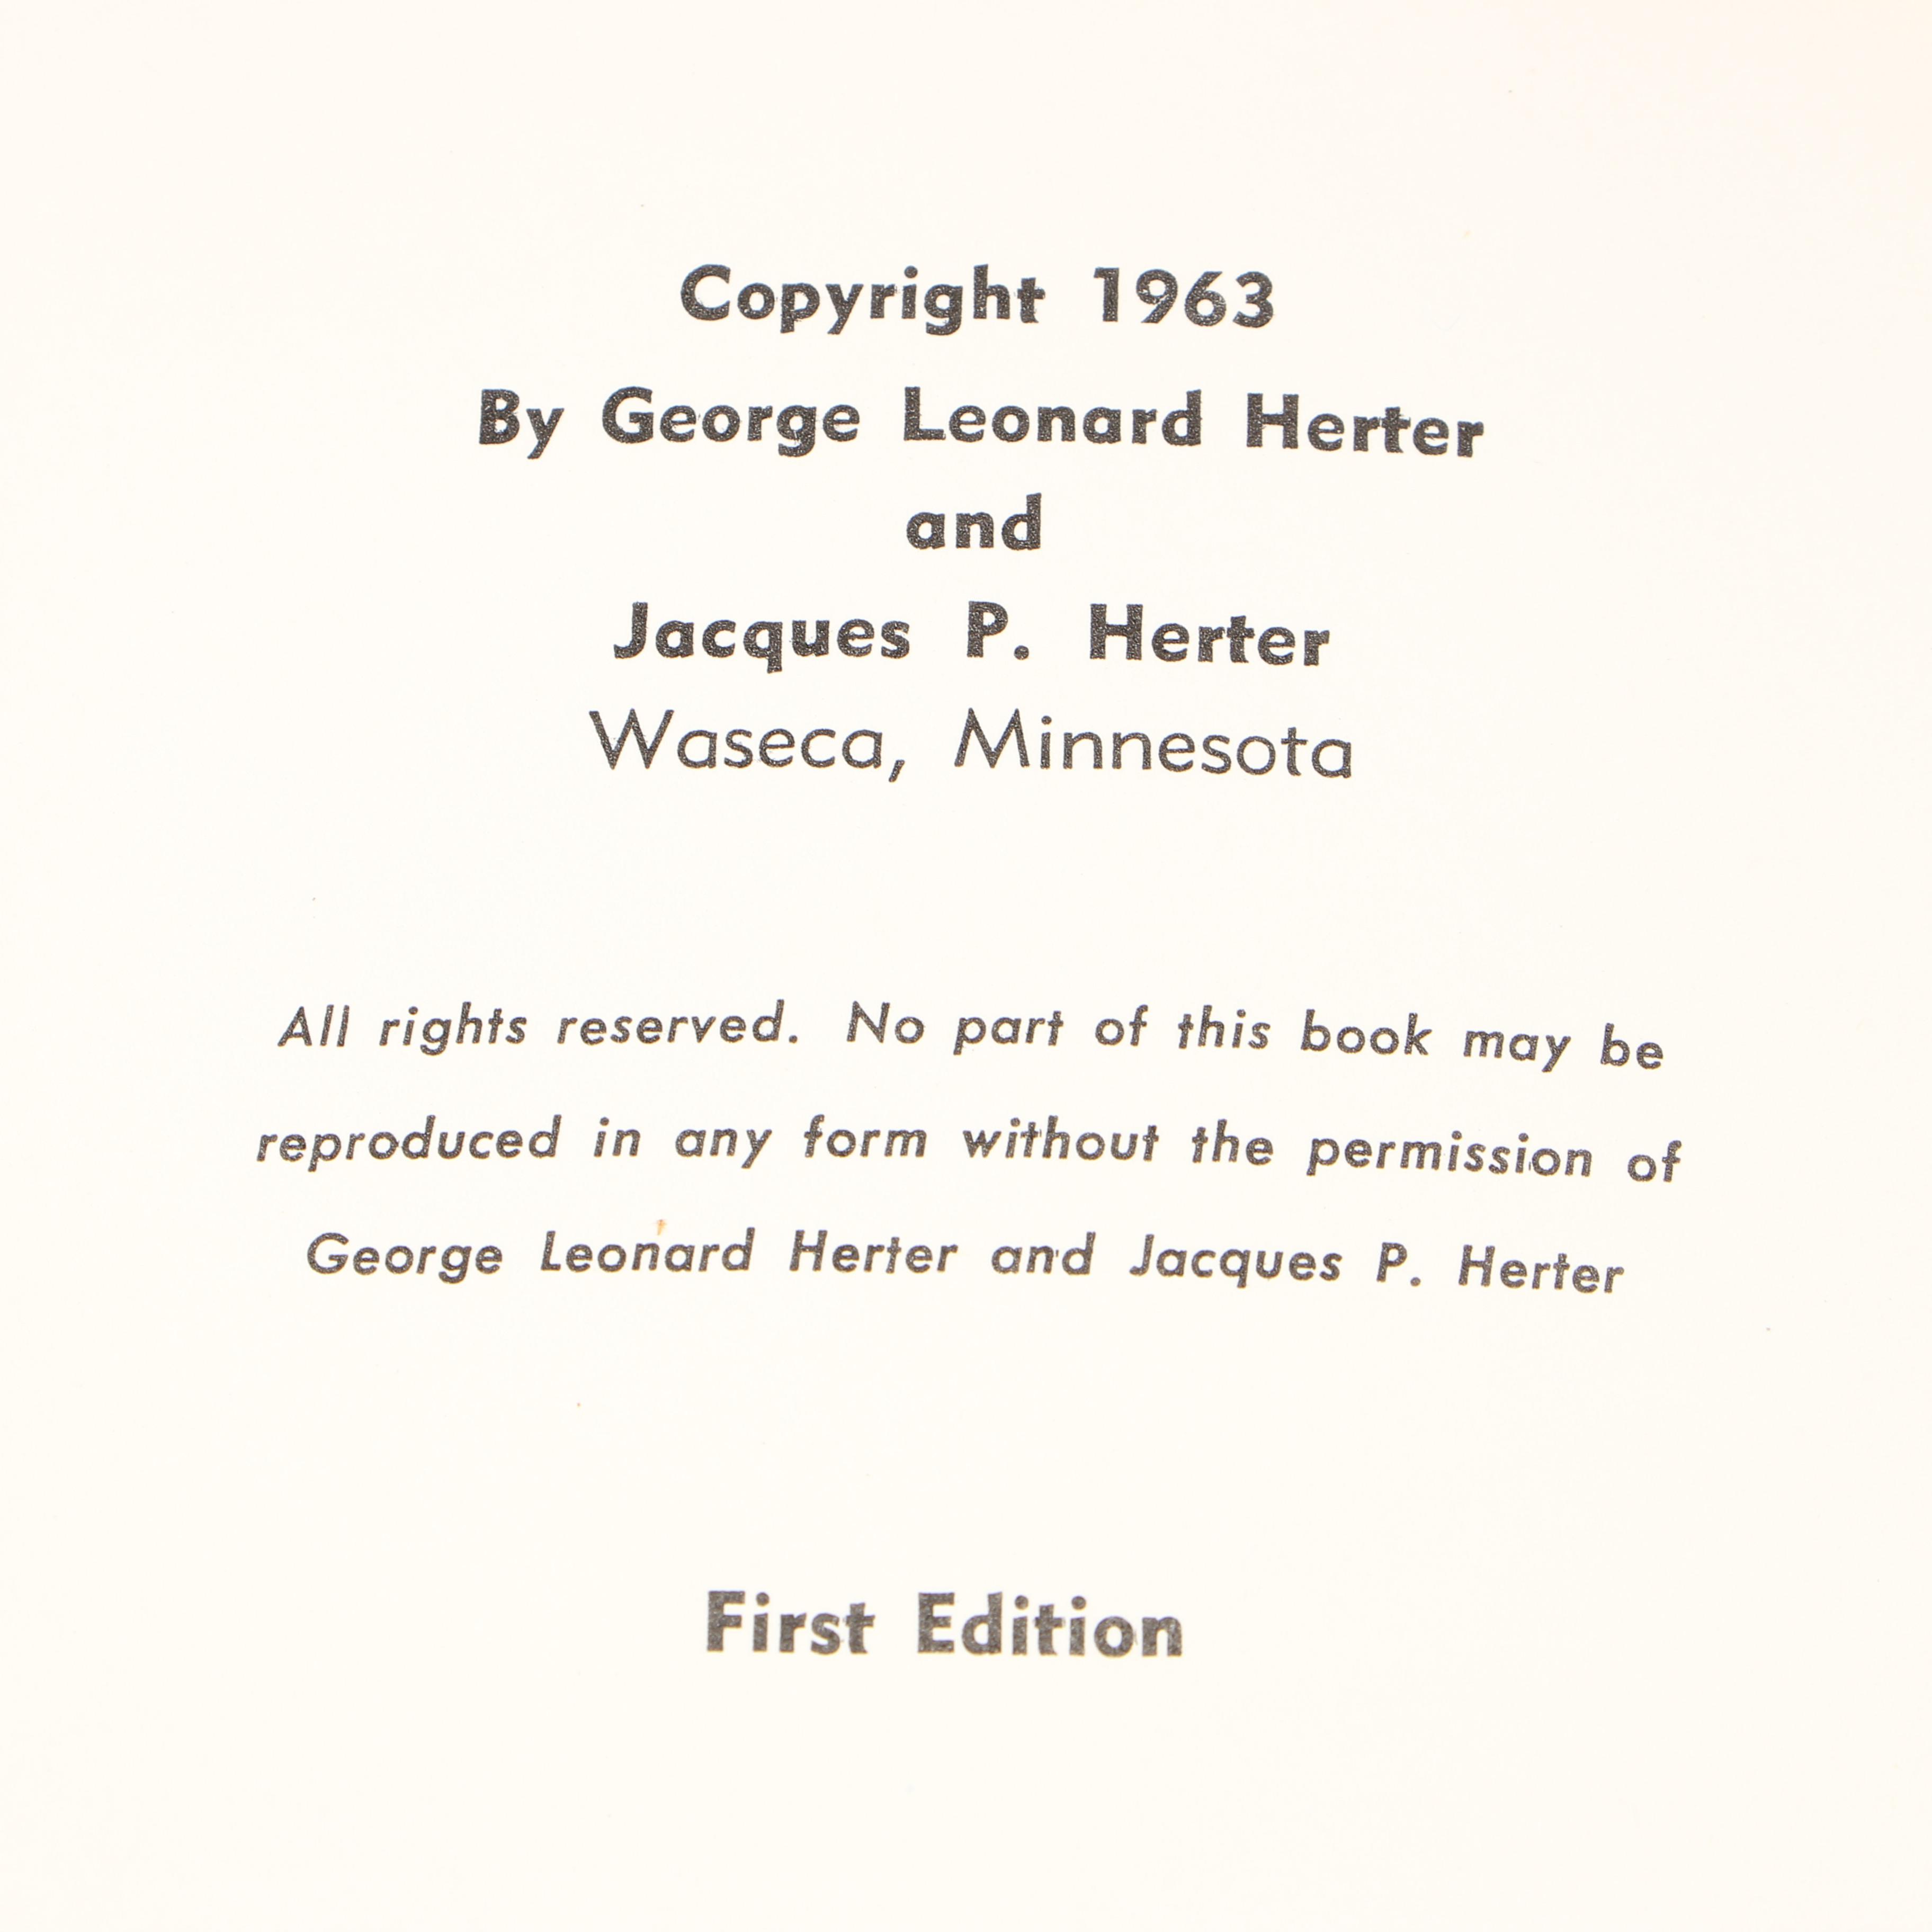 Copyright 1963
By George Leonard Herter
and
Jacques P. Herter
Waseca, Minnesota
All rights reserved. No part of this book may be
reproduced in any form without the permission of
George Leonard Herter and Jacques P. Herter
First Edition